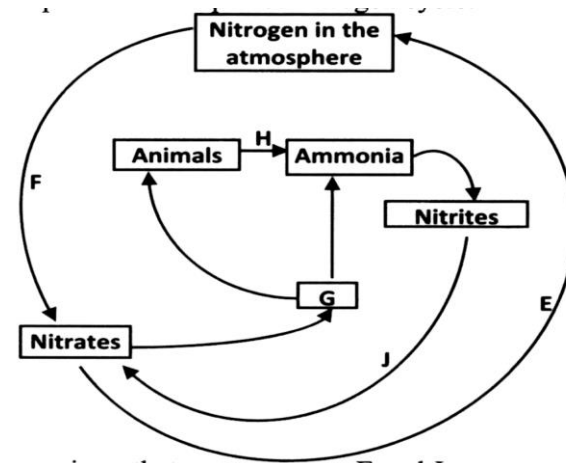 Nitrogen in the
atmosphere
H
Animals
Ammonia
F
Nitrites
G
E
Nitrates
J